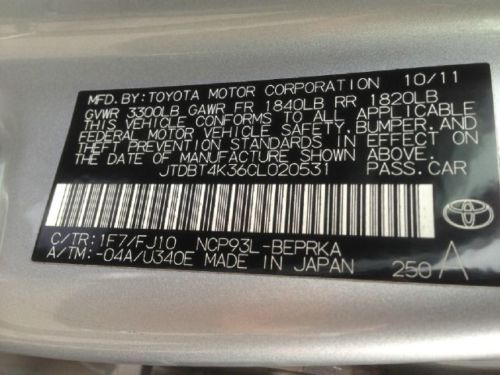 MFD.BY: TOYOTA MOTOR CORPORATION 10/11
GVWR 3300LB GAWR FR 1840LB RR 1820LB
THIS VEHICLE CONFORMS TO ALL APPLICABLE
FEDERAL MOTOR VEHICLE SAFETY, BUMPER, AND
THEFT PREVENTION STANDARDS IN EFFECT ON
THE DATE OF MANUFACTURE SHOWN ABOVE.
JTDBT4K36CL020531 PASS.CAR
C/TR: 1F7/FJ10 NCP93L-BEPRKA
A/TM: -04A/U340E MADE IN JAPAN
250 A
TOYOTA